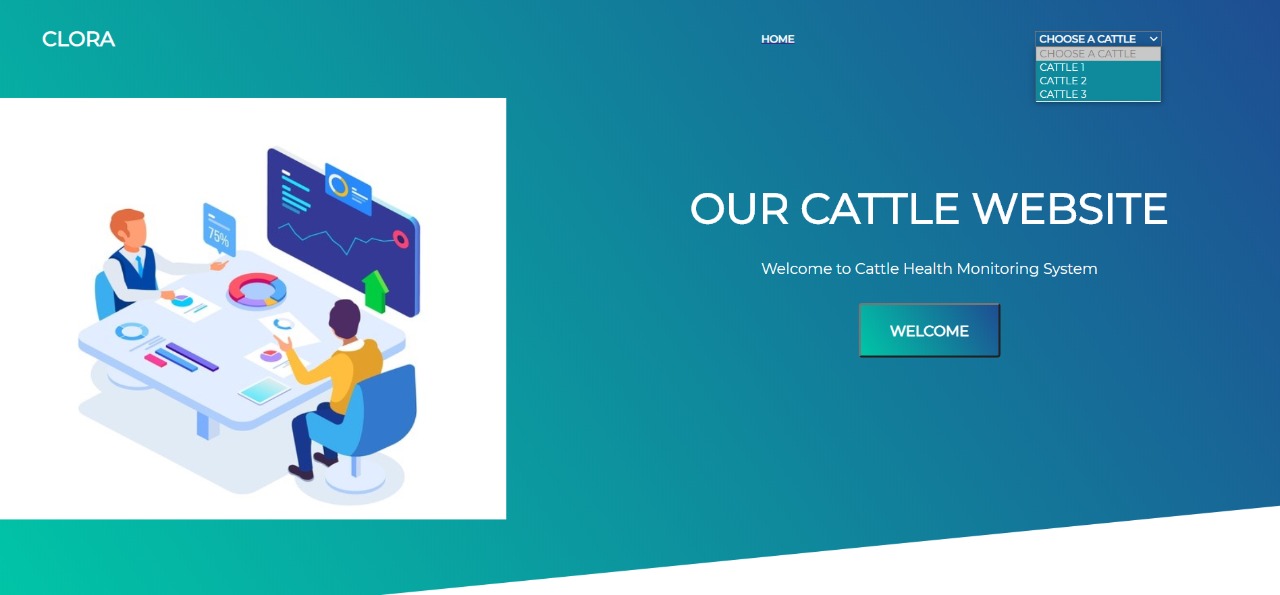 CLORA
HOME
CHOOSE A CATTLE
CHOOSE A CATTLE
CATTLE 1
CATTLE 2
CATTLE 3
75%
OUR CATTLE WEBSITE
Welcome to Cattle Health Monitoring System
WELCOME